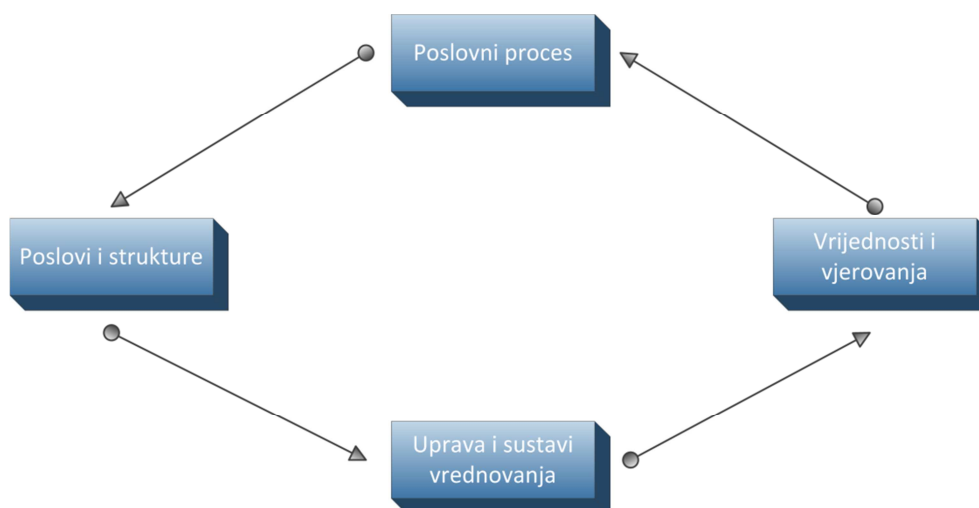 Poslovni proces
Poslovi i strukture
Vrijednosti i
vjerovanja
Uprava i sustavi
vrednovanja